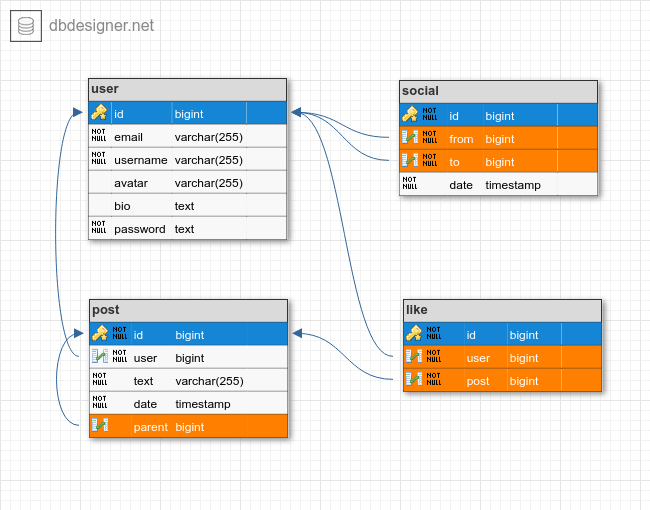 dbdesigner.net
user
id bigint
NOT NULL email varchar(255)
NOT NULL username varchar(255)
avatar varchar(255)
bio text
NOT NULL password text
social
NOT NULL id bigint
NOT NULL from bigint
NOT NULL to bigint
NOT NULL date timestamp
post
NOT NULL id bigint
NOT NULL user bigint
NOT NULL text varchar(255)
NOT NULL date timestamp
parent bigint
like
NOT NULL id bigint
NOT NULL user bigint
NOT NULL post bigint